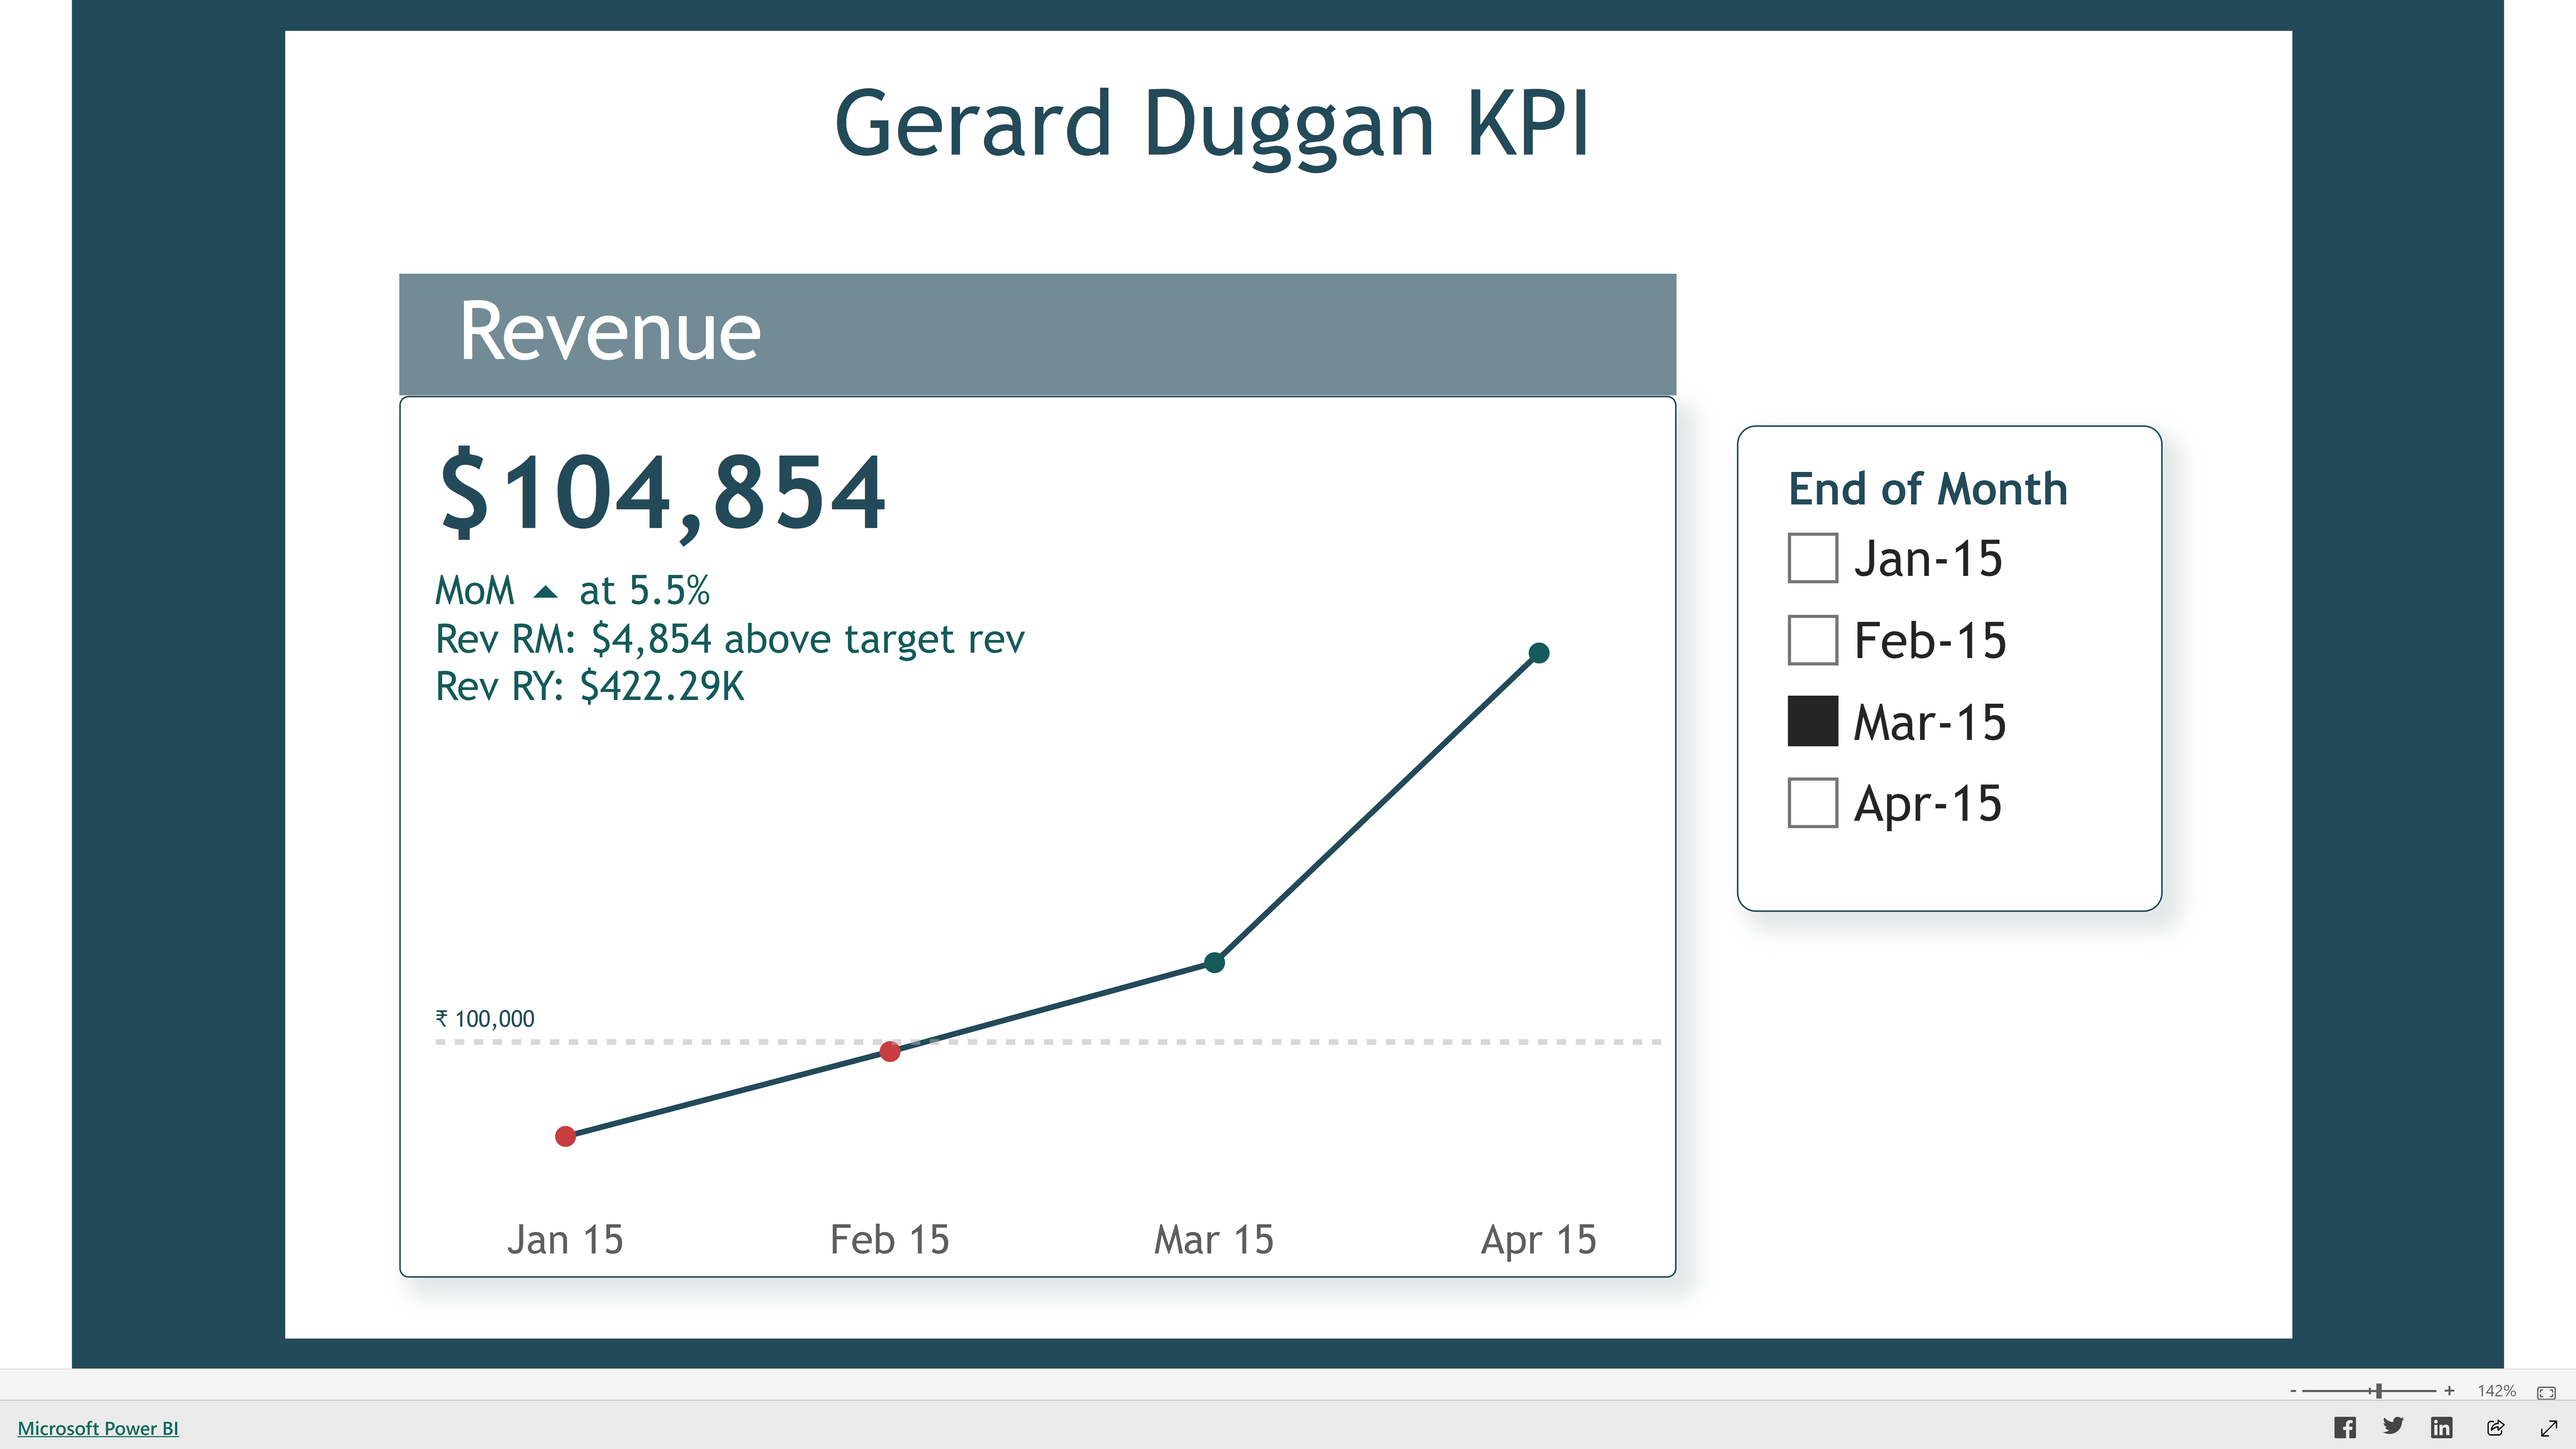 Gerard Duggan KPI
Revenue
$104,854
MoM ▲ at 5.5%
Rev RM: $4,854 above target rev
Rev RY: $422.29K
₹ 100,000
Jan 15
Feb 15
Mar 15
Apr 15
End of Month
Jan-15
Feb-15
Mar-15
Apr-15
- + 142%
Microsoft Power BI